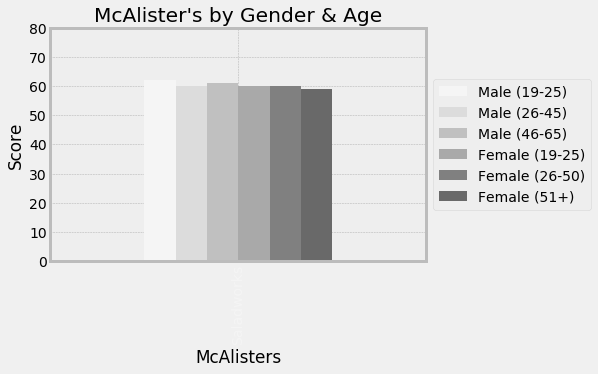 McAlister's by Gender & Age
80
70
60
50
40
30
20
10
0
Score
McAlisters
Male (19-25)
Male (26-45)
Male (46-65)
Female (19-25)
Female (26-50)
Female (51+)